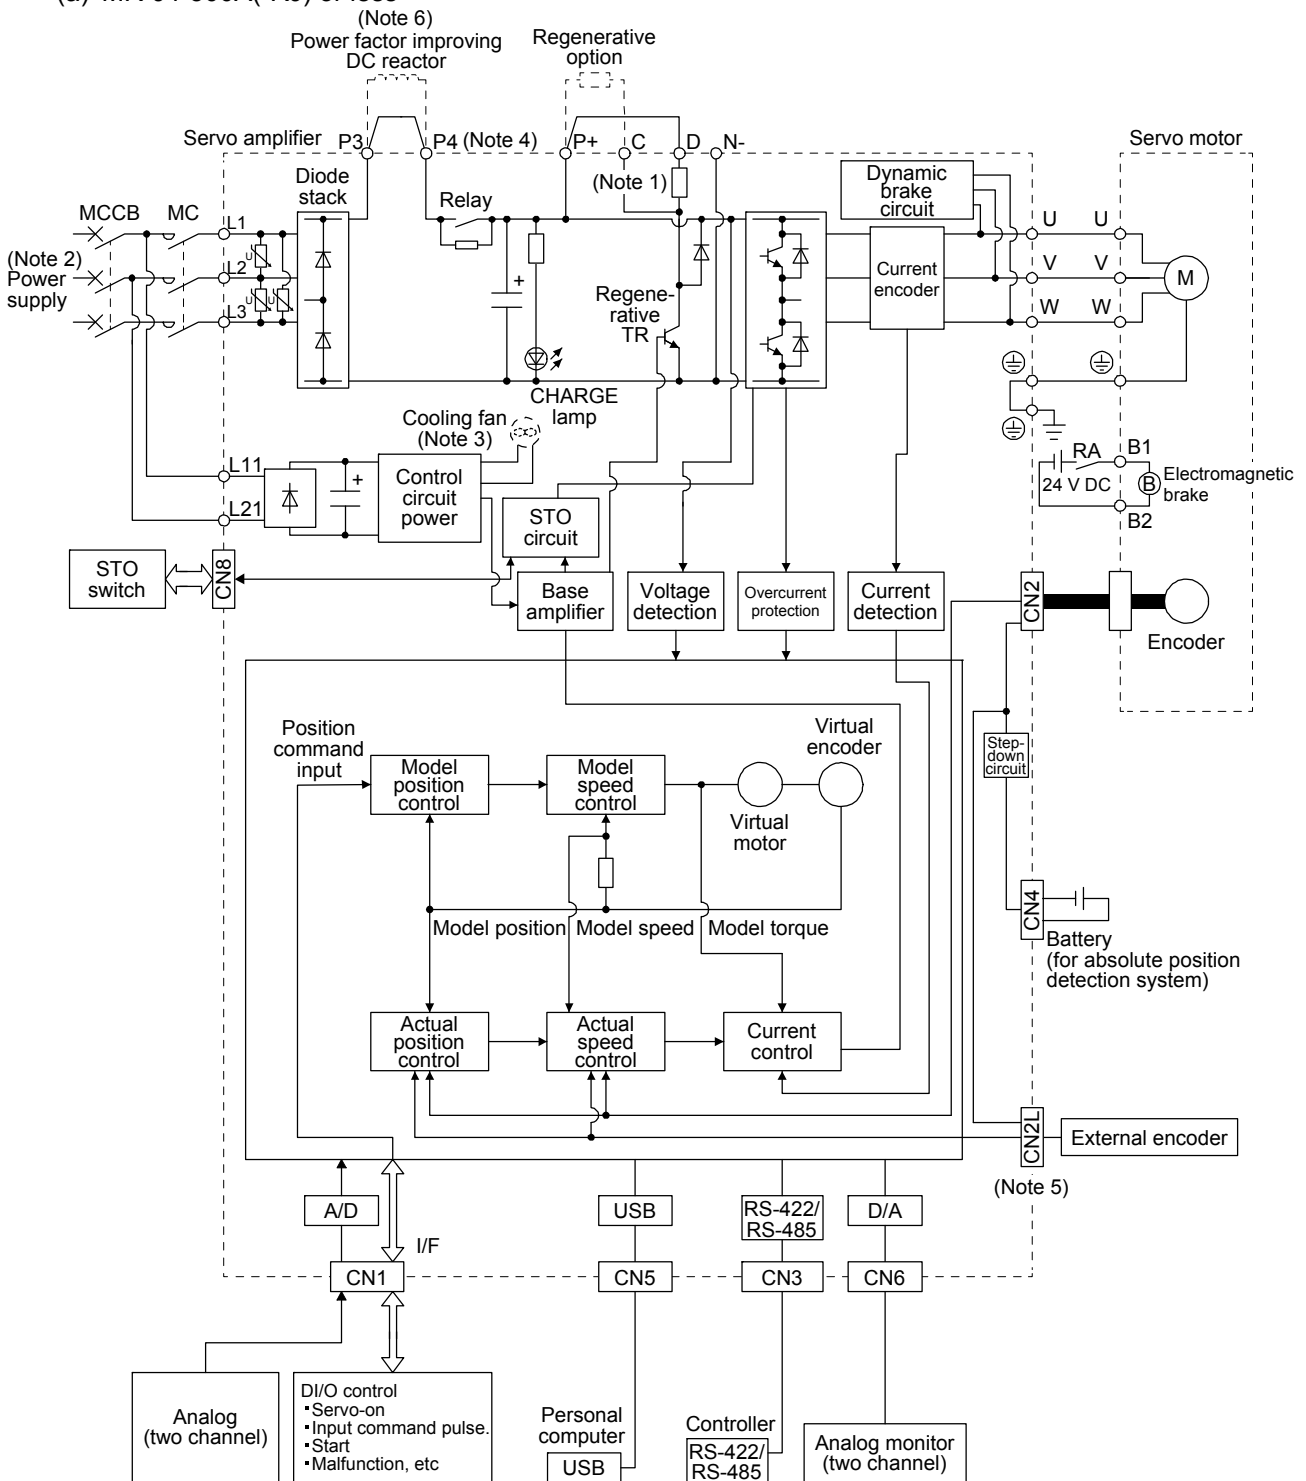 (Note 6)
Power factor improving
DC reactor
Regenerative
option
Servo amplifier
P3
P4 (Note 4)
P+
C
D
N-
Servo motor
Diode
stack
(Note 1)
Dynamic
brake
circuit
MCCB
MC
Relay
L1
U
U
(Note 2)
Power
supply
U
L2
+
Current
encoder
V
V
M
U
U
L3
Regene-
rative
TR
W
W
CHARGE
lamp
Cooling fan
(Note 3)
L11
+
Control
circuit
power
RA
B1
24 V DC
B
Electromagnetic
brake
L21
STO
circuit
B2
STO
switch
CN8
Base
amplifier
Voltage
detection
Overcurrent
protection
Current
detection
CN2
Encoder
Position
command
input
Virtual
encoder
Step-
down
circuit
Model
position
control
Model
speed
control
Virtual
motor
CN4
Model position
Model speed
Model torque
Battery
(for absolute position
detection system)
Actual
position
control
Actual
speed
control
Current
control
CN2L
External encoder
(Note 5)
A/D
USB
RS-422/
RS-485
D/A
I/F
CN1
CN5
CN3
CN6
Analog
(two channel)
DI/O control
▪Servo-on
▪Input command pulse.
▪Start
▪Malfunction, etc
Personal
computer
USB
Controller
RS-422/
RS-485
Analog monitor
(two channel)